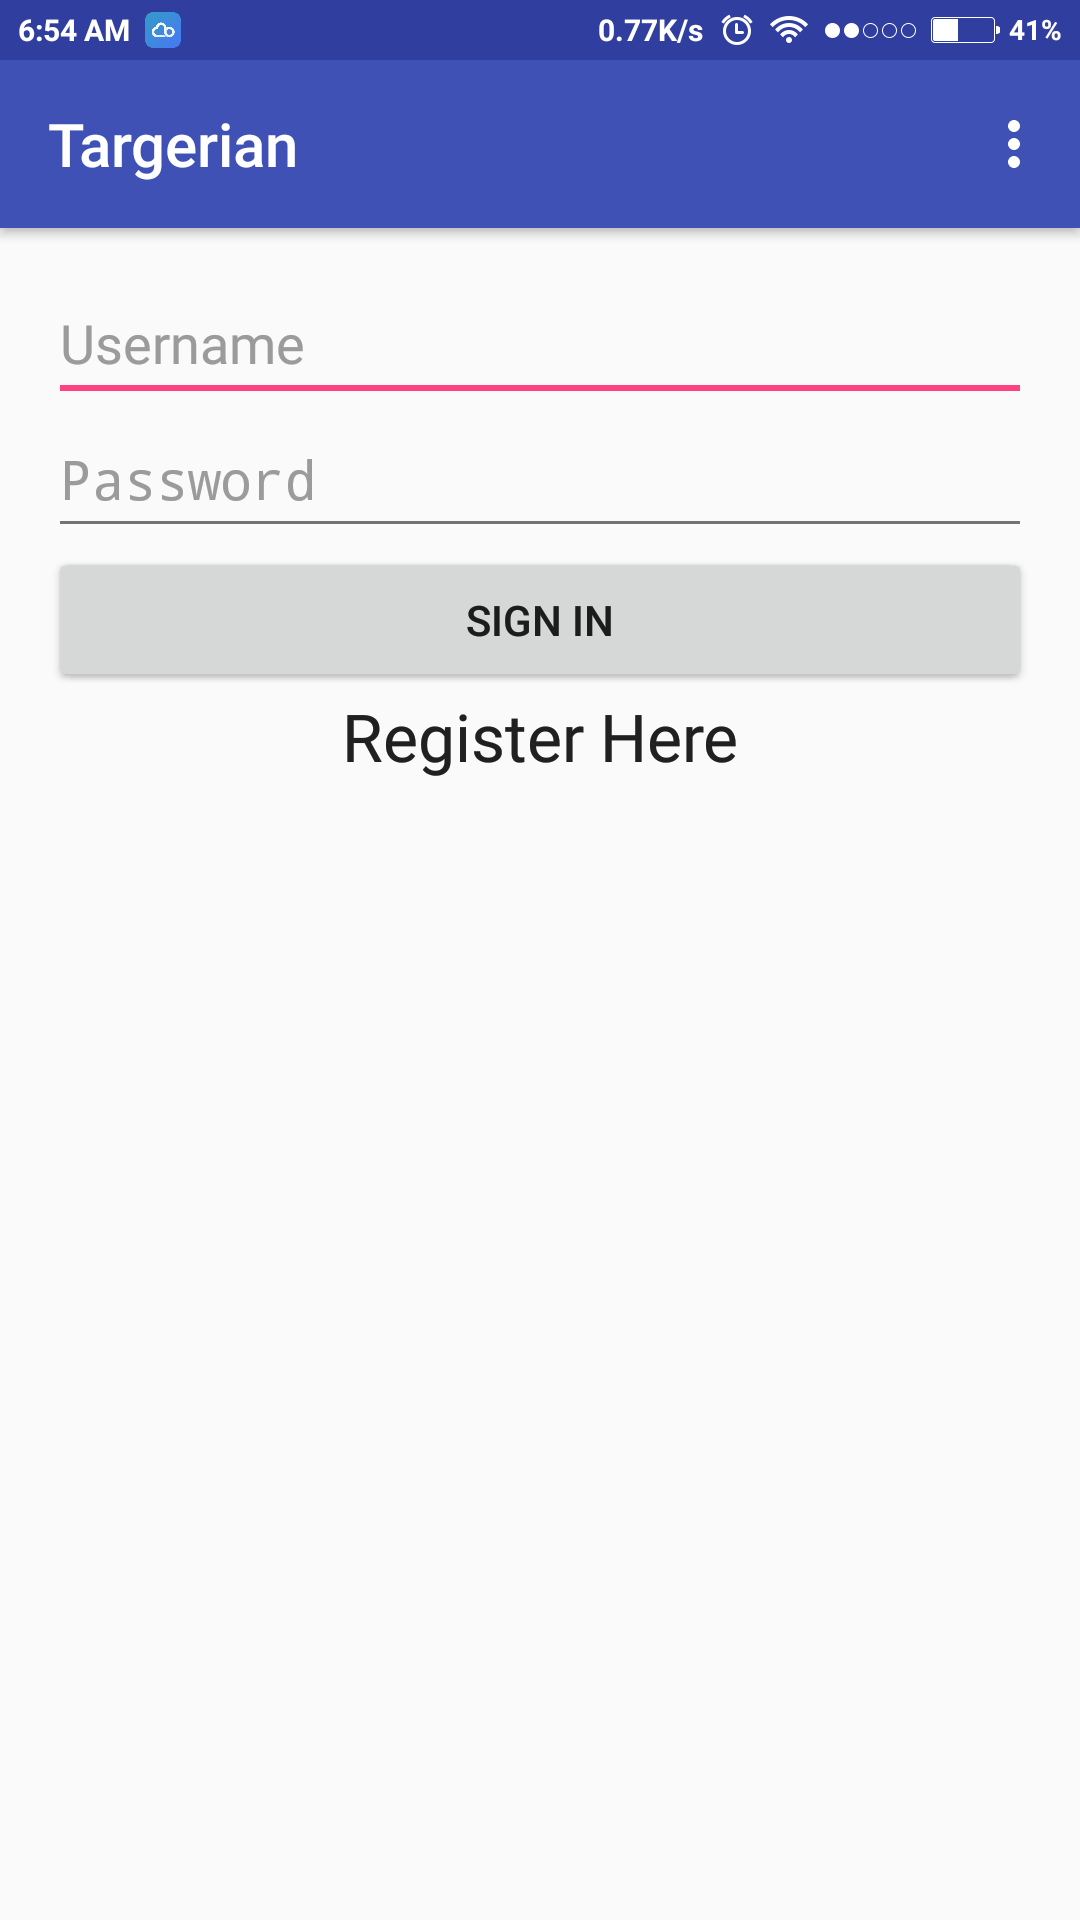 6:54 AM 0.77K/s 41%
Targerian
Username
Password
SIGN IN
Register Here